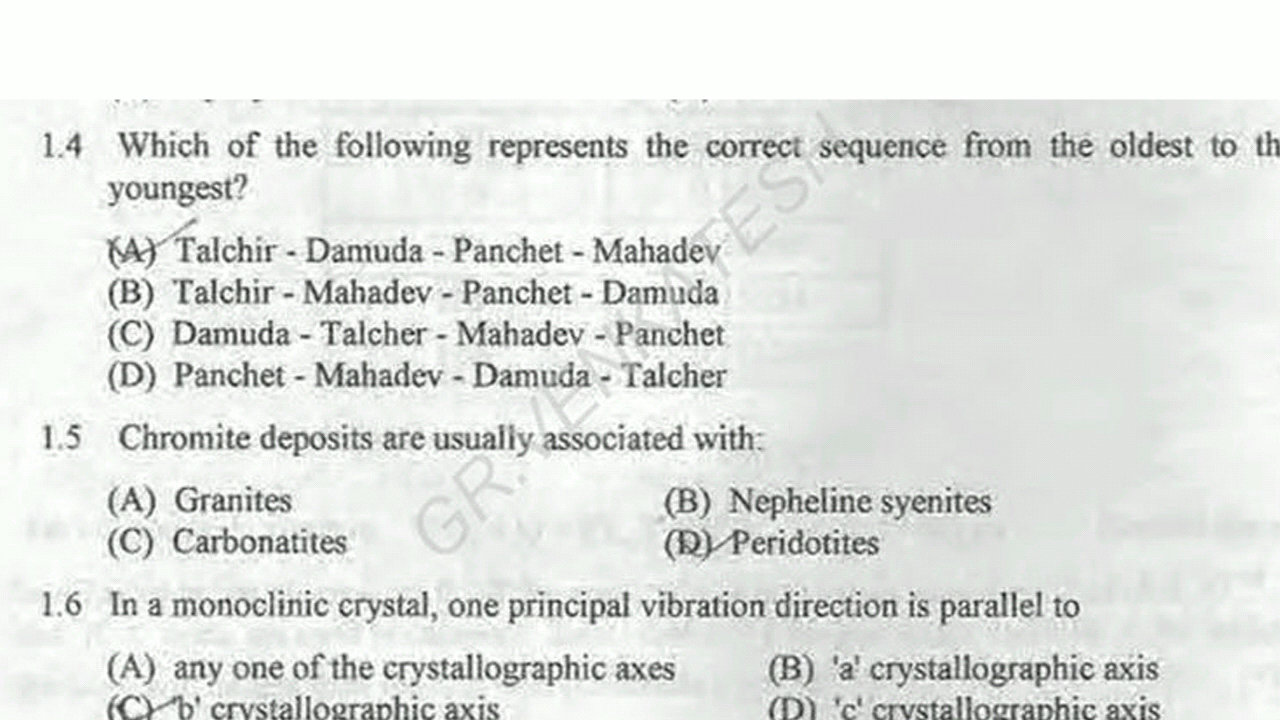 1.4 Which of the following represents the correct sequence from the oldest to th
youngest?
(A) Talchir - Damuda - Panchet - Mahadev
(B) Talchir - Mahadev - Panchet - Damuda
(C) Damuda - Talcher - Mahadev - Panchet
(D) Panchet - Mahadev - Damuda - Talcher
1.5 Chromite deposits are usually associated with:
(A) Granites (B) Nepheline syenites
(C) Carbonatites (D) Peridotites
1.6 In a monoclinic crystal, one principal vibration direction is parallel to
(A) any one of the crystallographic axes (B) 'a' crystallographic axis
(C) 'b' crystallographic axis (D) 'c' crystallographic axis
GR.VENKATESH